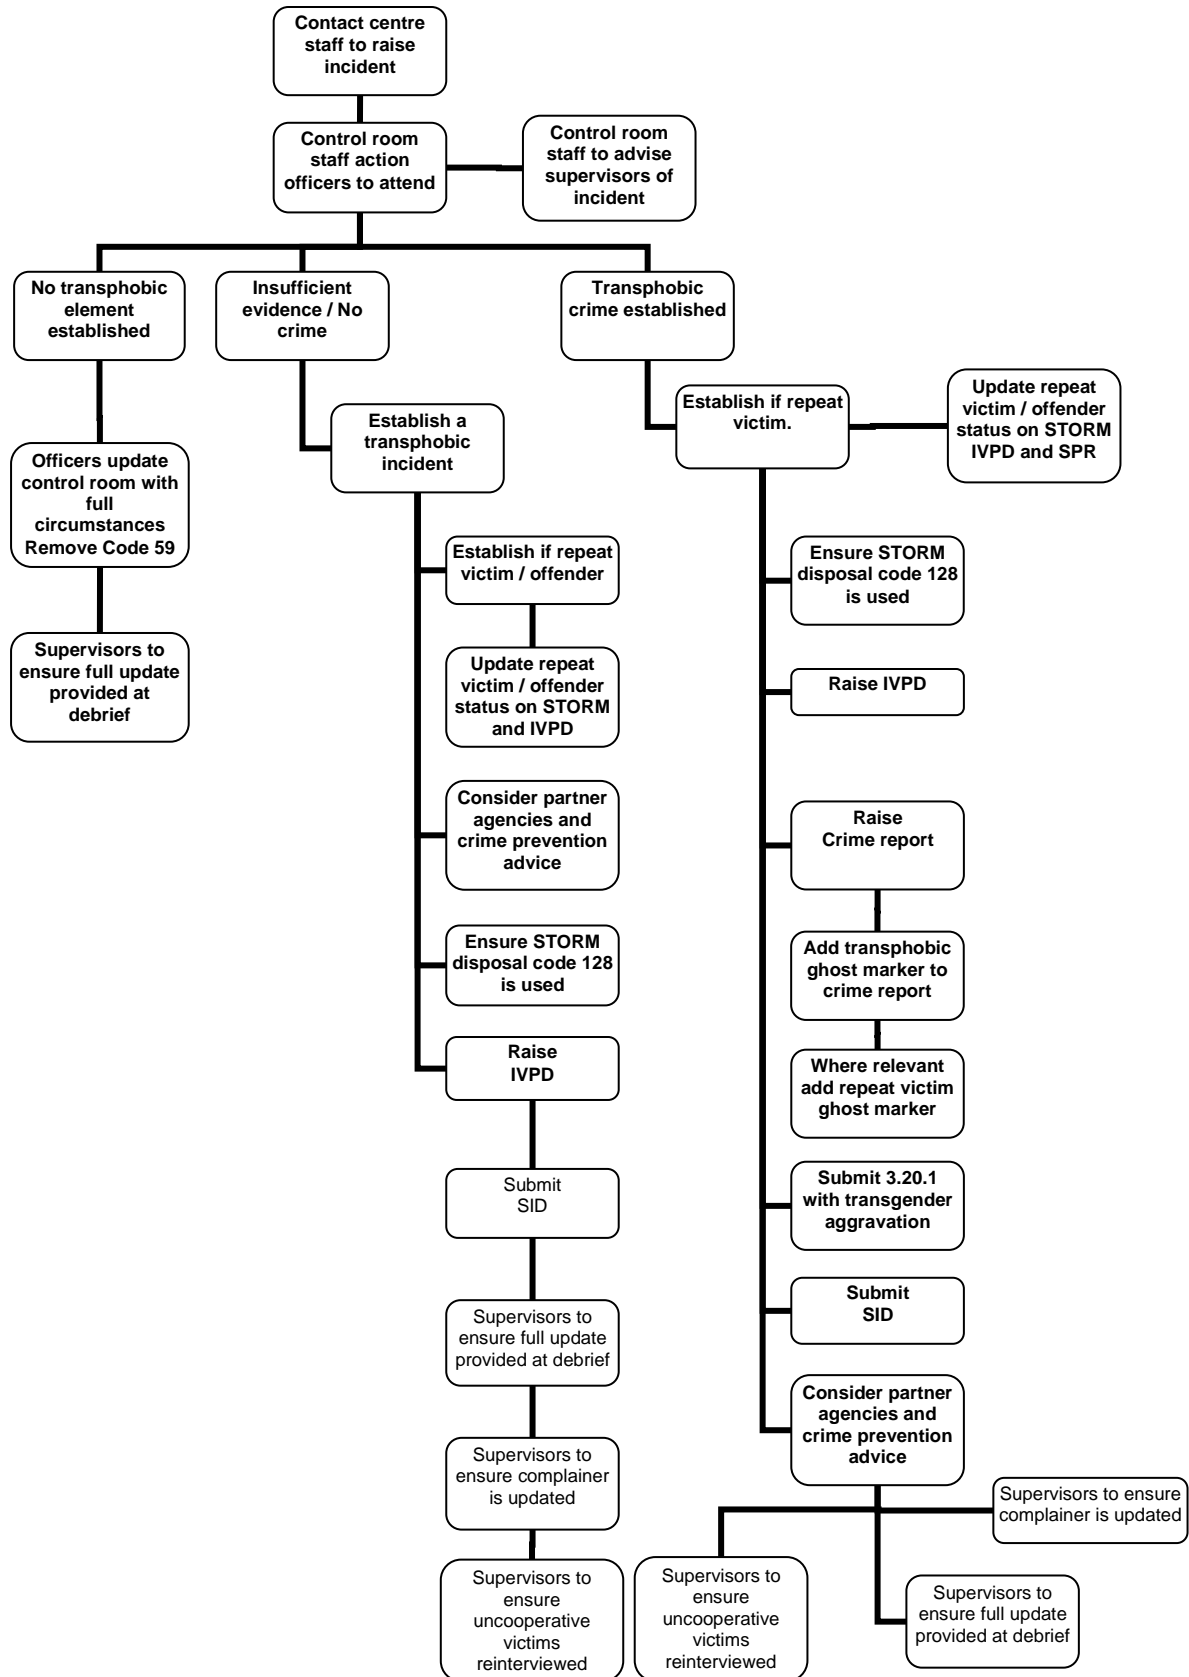 Contact centre
staff to raise
incident
Control room
staff action
officers to attend
Control room
staff to advise
supervisors of
incident
No transphobic
element
established
Insufficient
evidence / No
crime
Transphobic
crime established
Officers update
control room with
full
circumstances
Remove Code 59
Supervisors to
ensure full update
provided at
debrief
Establish a
transphobic
incident
Establish if repeat
victim / offender
Update repeat
victim / offender
status on STORM
and IVPD
Consider partner
agencies and
crime prevention
advice
Ensure STORM
disposal code 128
is used
Raise
IVPD
Submit
SID
Supervisors to
ensure full update
provided at debrief
Supervisors to
ensure complainer
is updated
Supervisors to
ensure
uncooperative
victims
reinterviewed
Establish if repeat
victim.
Update repeat
victim / offender
status on STORM
IVPD and SPR
Ensure STORM
disposal code 128
is used
Raise IVPD
Raise
Crime report
Add transphobic
ghost marker to
crime report
Where relevant
add repeat victim
ghost marker
Submit 3.20.1
with transgender
aggravation
Submit
SID
Consider partner
agencies and
crime prevention
advice
Supervisors to ensure
complainer is updated
Supervisors to
ensure
uncooperative
victims
reinterviewed
Supervisors to
ensure full update
provided at debrief